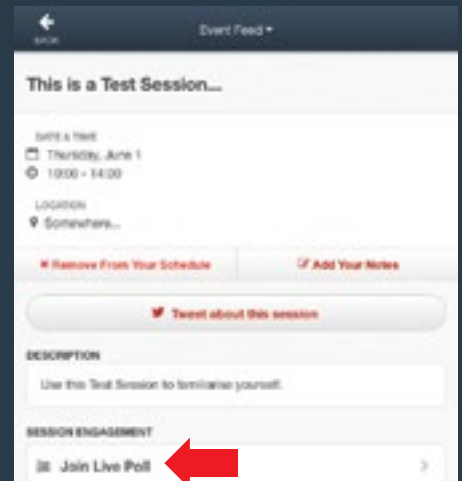 BACK
Event Feed
This is a Test Session...
DATE & TIME
Thursday, June 1
10:00 - 14:00
LOCATION
Somewhere...
Remove From Your Schedule
Add Your Notes
Tweet about this session
DESCRIPTION
Use this Test Session to familiarise yourself.
SESSION ENGAGEMENT
Join Live Poll